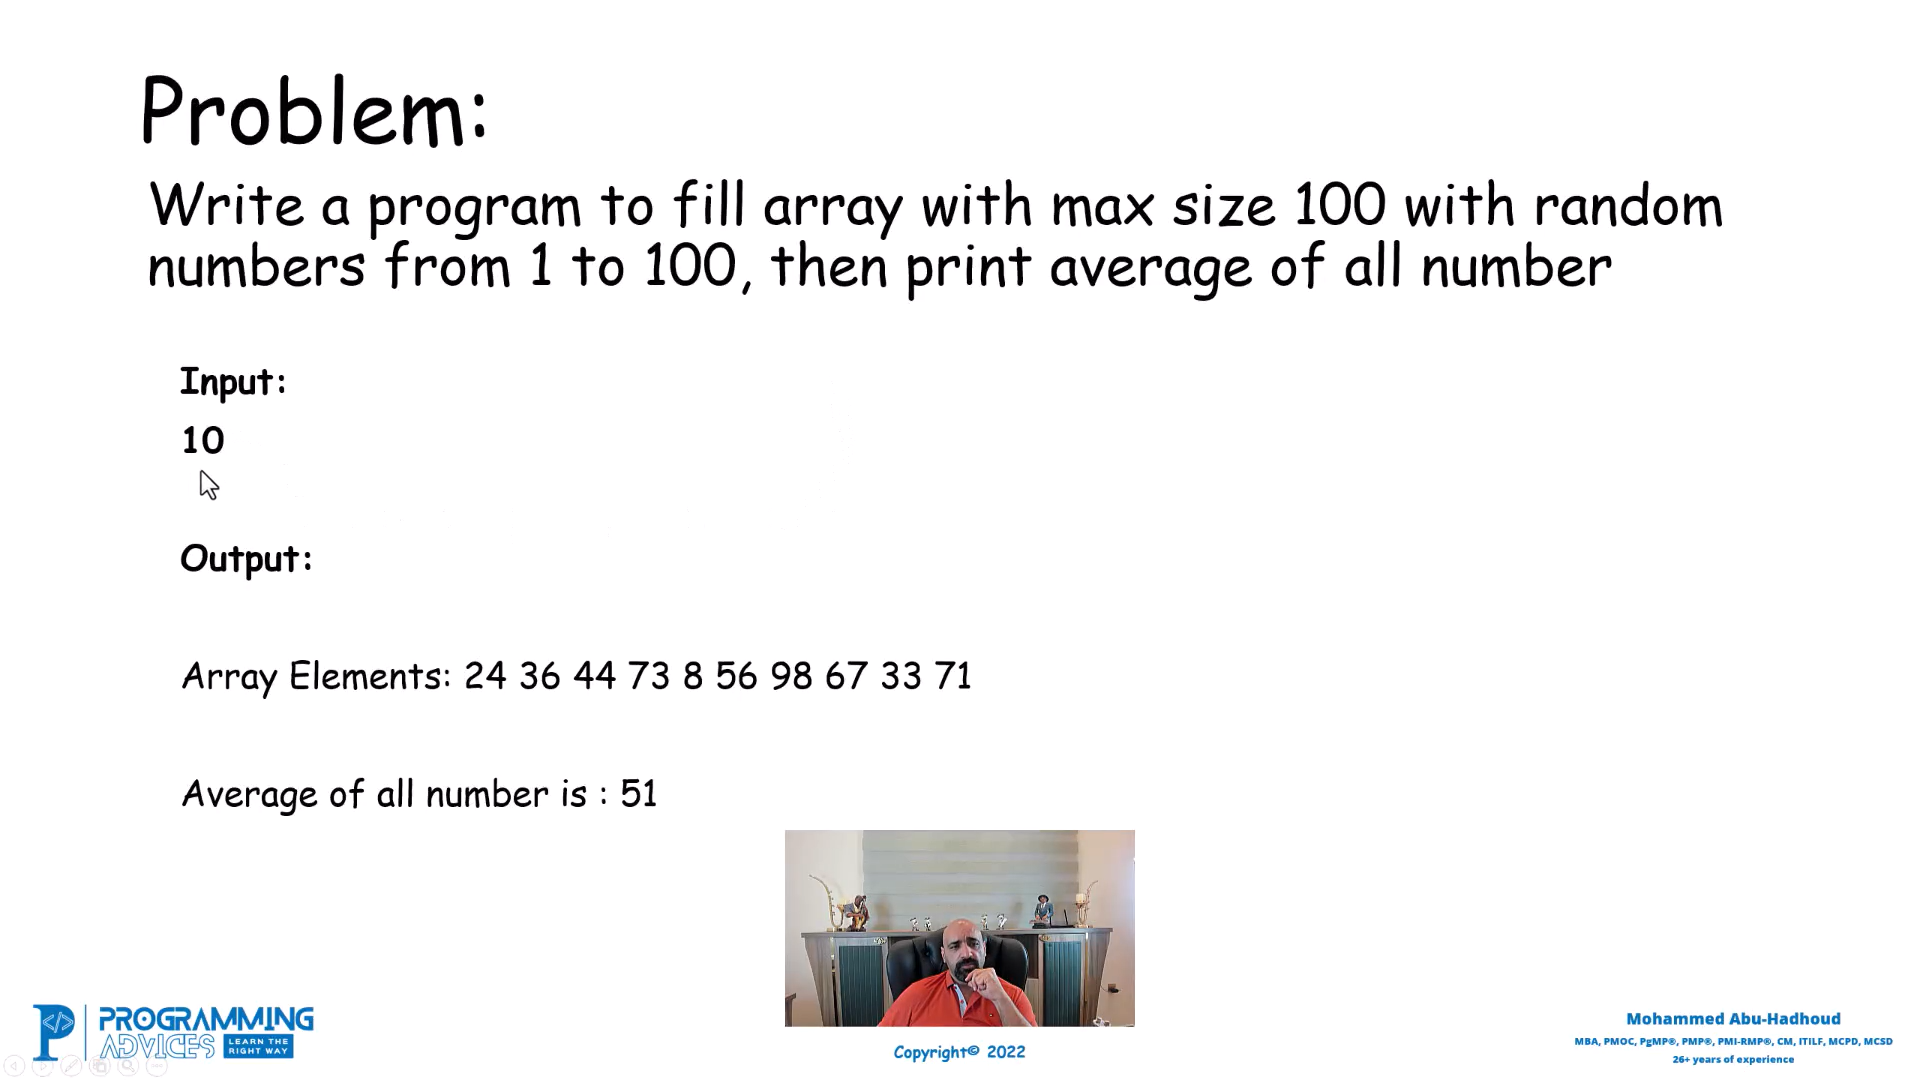 Problem:
Write a program to fill array with max size 100 with random
numbers from 1 to 100, then print average of all number
Input:
10
Output:
Array Elements: 24 36 44 73 8 56 98 67 33 71
Average of all number is : 51
PROGRAMMING
ADVICES
LEARN THE
RIGHT WAY
Copyright© 2022
Mohammed Abu-Hadhoud
MBA, PMOC, PgMP®, PMP®, PMI-RMP®, CM, ITILF, MCPD, MCSD
26+ years of experience